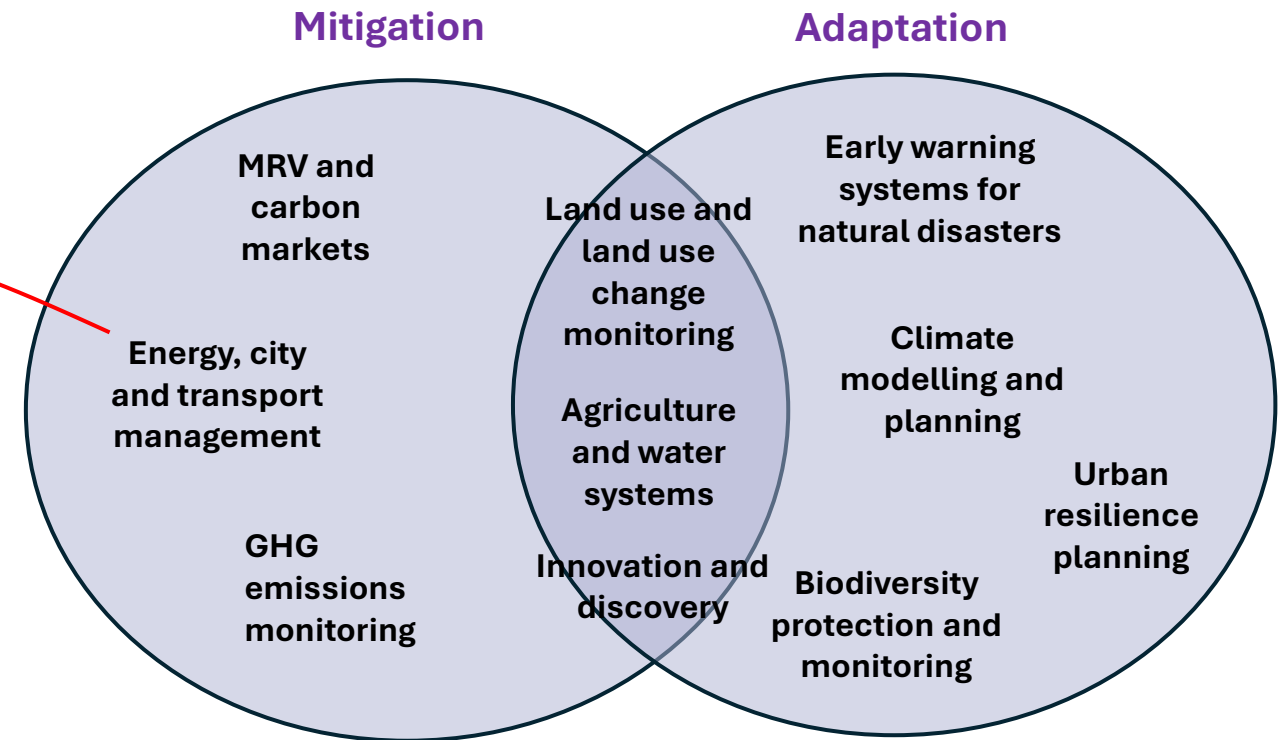 Mitigation
Adaptation
MRV and
carbon
markets
Energy, city
and transport
management
GHG
emissions
monitoring
Land use and
land use
change
monitoring
Agriculture
and water
systems
Innovation and
discovery
Early warning
systems for
natural disasters
Climate
modelling and
planning
Urban
resilience
planning
Biodiversity
protection and
monitoring